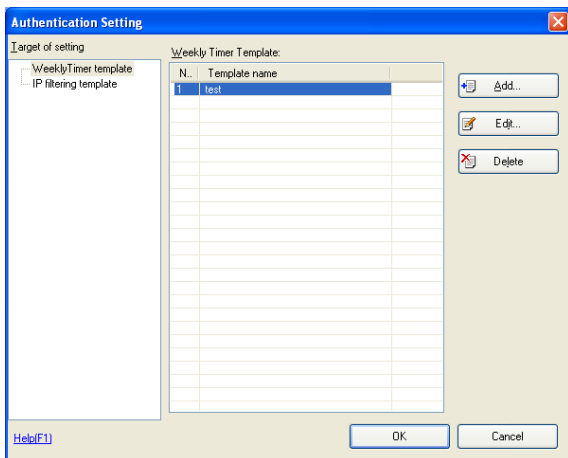 Authentication Setting
Target of setting
WeeklyTimer template
IP filtering template
Weekly Timer Template:
N.. Template name
1 test
Add...
Edit...
Delete
Help(F1)
OK
Cancel